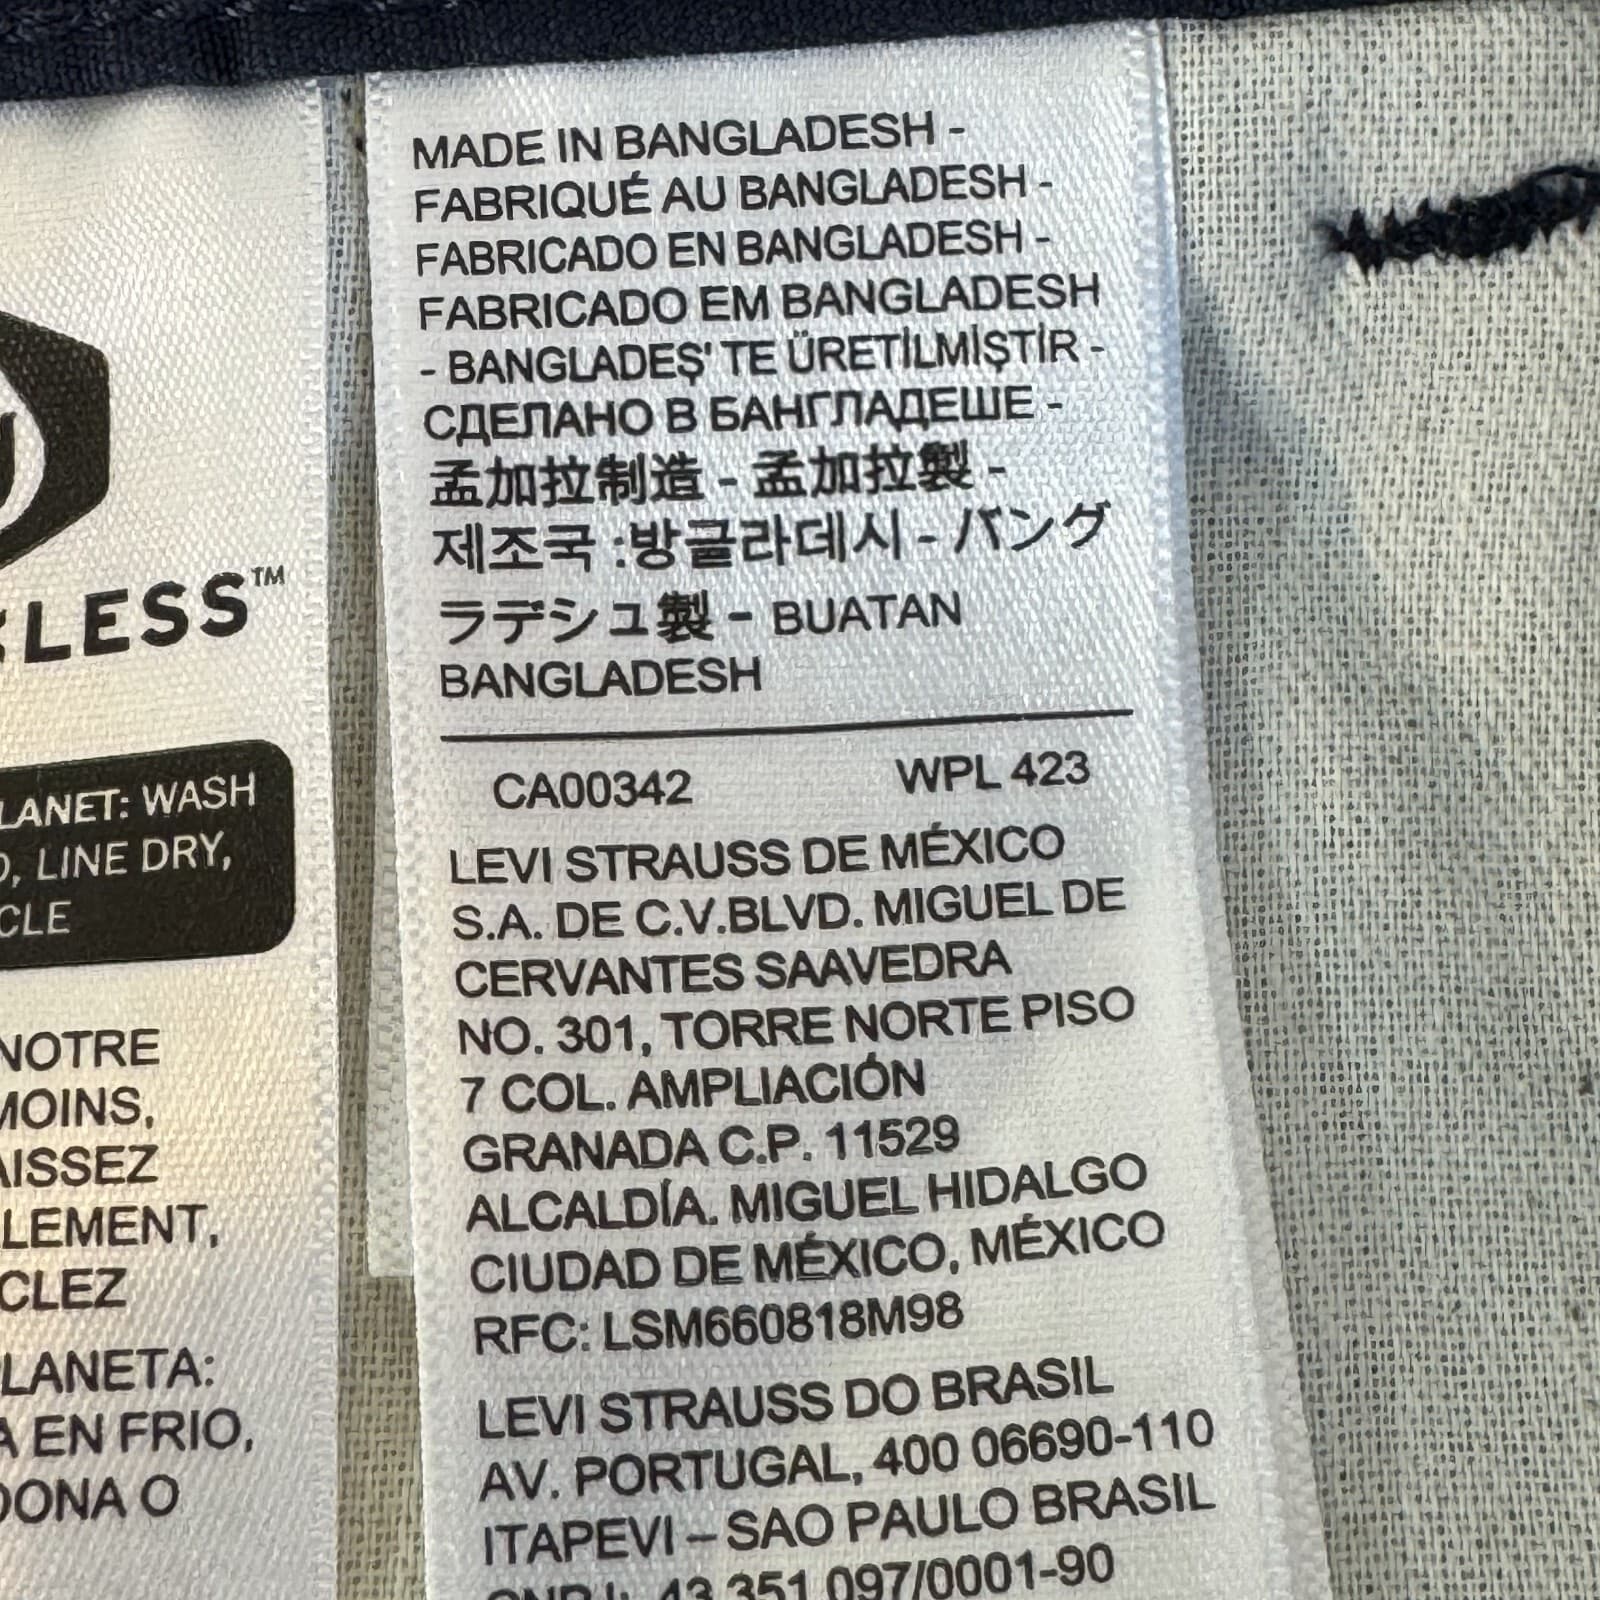 MADE IN BANGLADESH -
FABRIQUÉ AU BANGLADESH -
FABRICADO EN BANGLADESH -
FABRICADO EM BANGLADESH
- BANGLADEŞ' TE ÜRETİLMİŞTİR -
СДЕЛАНО В БАНГЛАДЕШЕ -
孟加拉制造 - 孟加拉製 -
제조국 :방글라데시 - バング
ラデシュ製 - BUATAN
BANGLADESH
CA00342 WPL 423
LEVI STRAUSS DE MÉXICO
S.A. DE C.V.BLVD. MIGUEL DE
CERVANTES SAAVEDRA
NO. 301, TORRE NORTE PISO
7 COL. AMPLIACIÓN
GRANADA C.P. 11529
ALCALDÍA. MIGUEL HIDALGO
CIUDAD DE MÉXICO, MÉXICO
RFC: LSM660818M98
LEVI STRAUSS DO BRASIL
AV. PORTUGAL, 400 06690-110
ITAPEVI – SAO PAULO BRASIL
43.351.097/0001-90
LESS™
LANET: WASH
, LINE DRY,
CLE
NOTRE
MOINS,
AISSEZ
LEMENT,
CLEZ
LANETA:
A EN FRIO,
DONA O